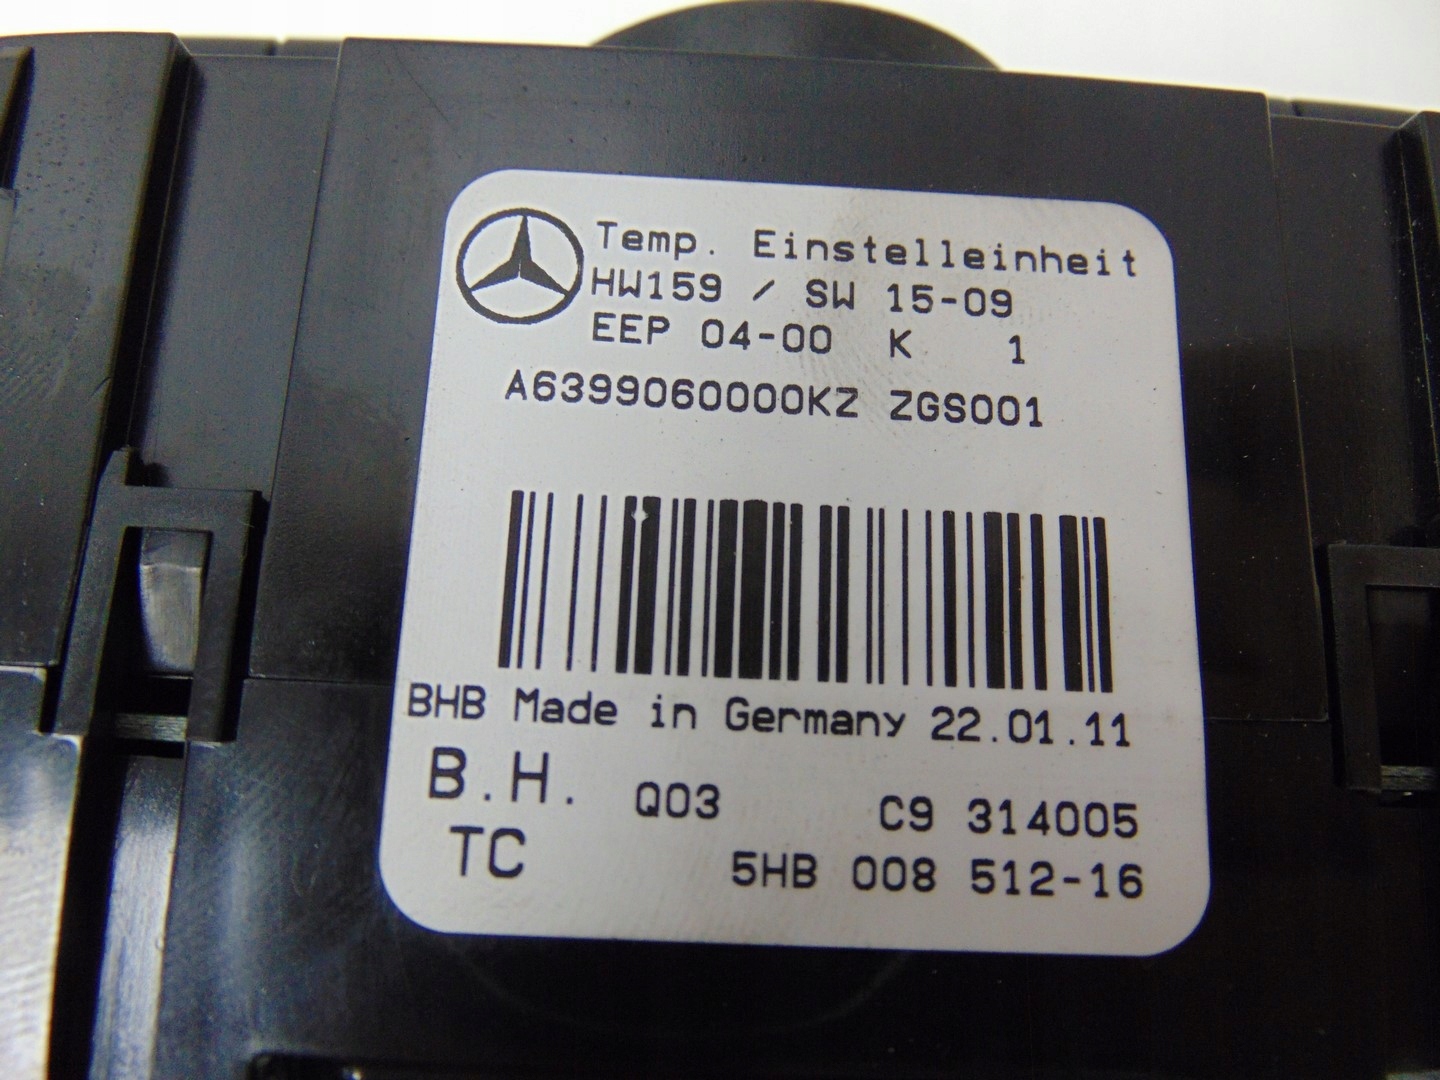 Temp. Einstelleinheit
HW159 / SW 15-09
EEP 04-00 K 1
A6399060000KZ ZGS001
BHB Made in Germany 22.01.11
B.H. Q03 C9 314005
TC 5HB 008 512-16